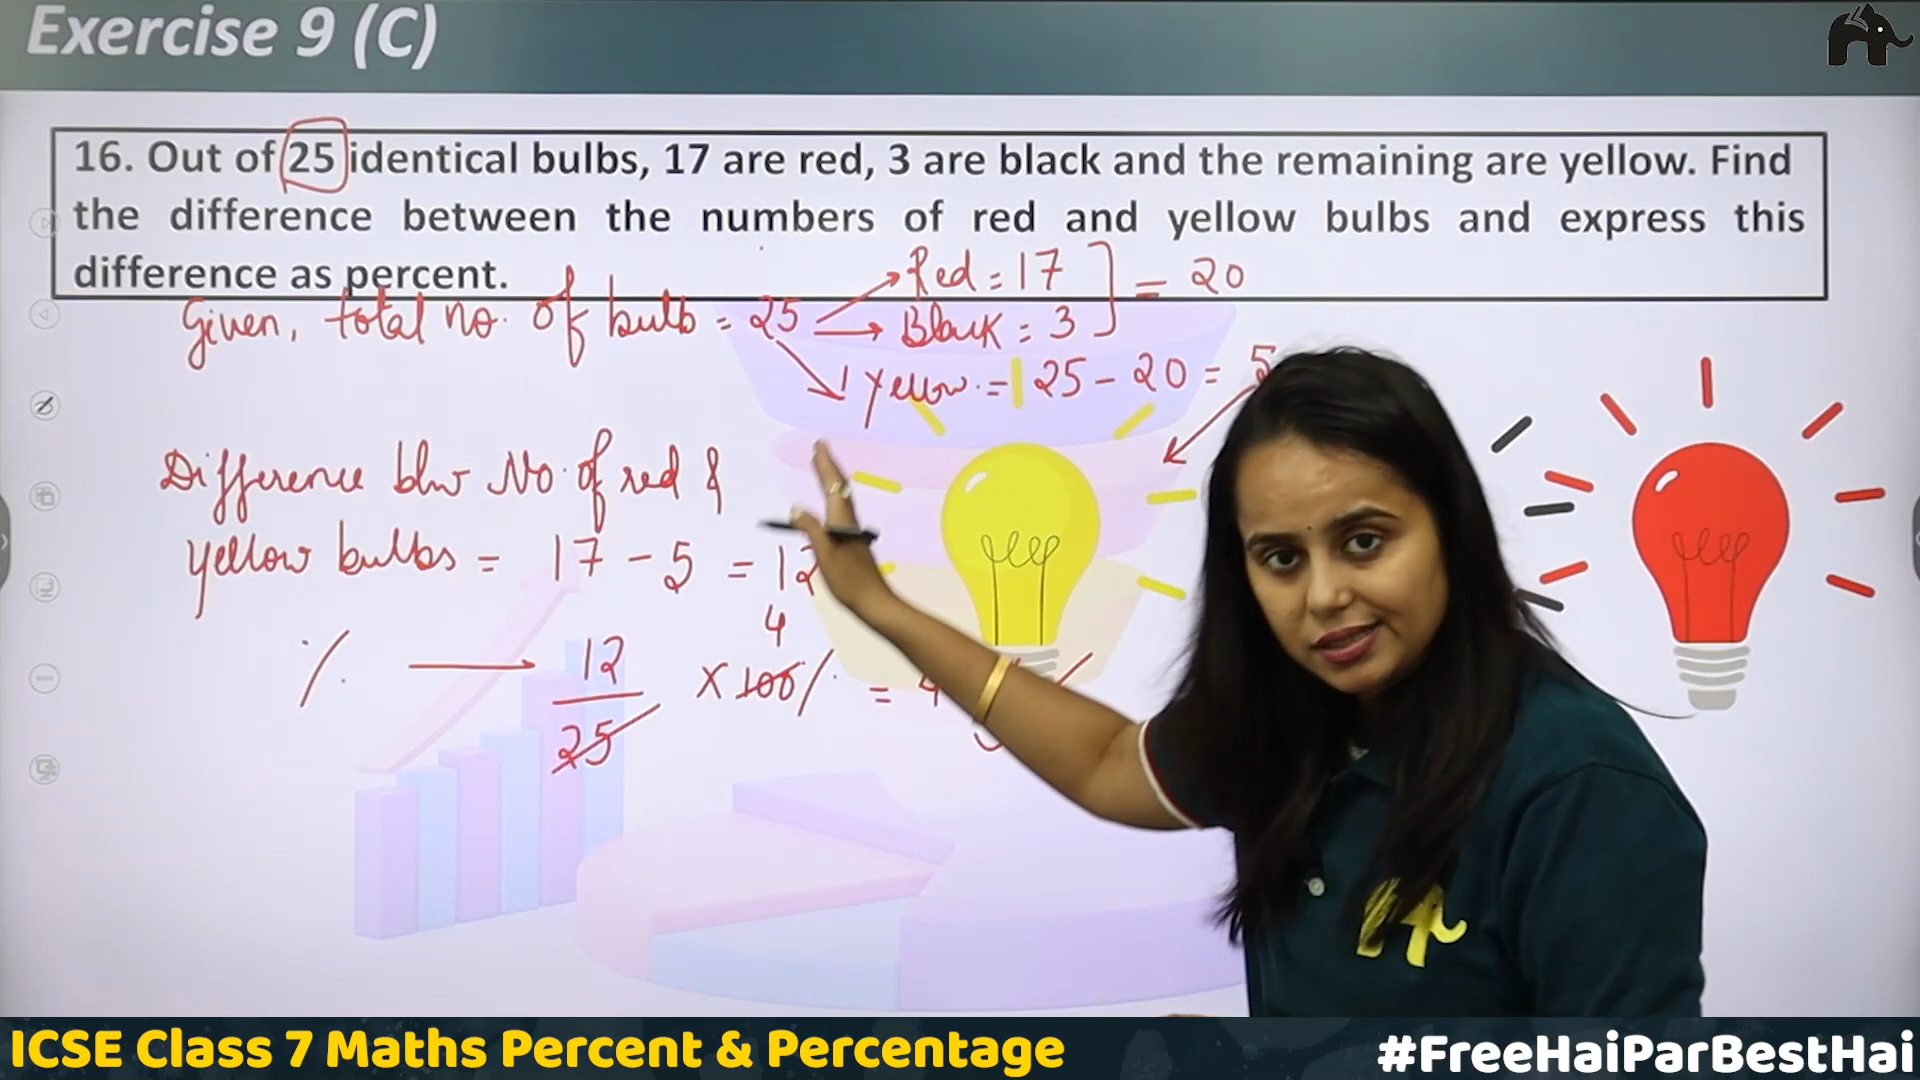 Exercise 9 (C)
16. Out of 25 identical bulbs, 17 are red, 3 are black and the remaining are yellow. Find
the difference between the numbers of red and yellow bulbs and express this
difference as percent.
Given, total no. of bulb = 25
Red = 17
Black = 3
= 20
Yellow = 25 - 20 = 5
Difference b/w No. of red &
yellow bulbs = 17 - 5 = 12
4
% → 12/25 × 100% = 4
ICSE Class 7 Maths Percent & Percentage
#FreeHaiParBestHai